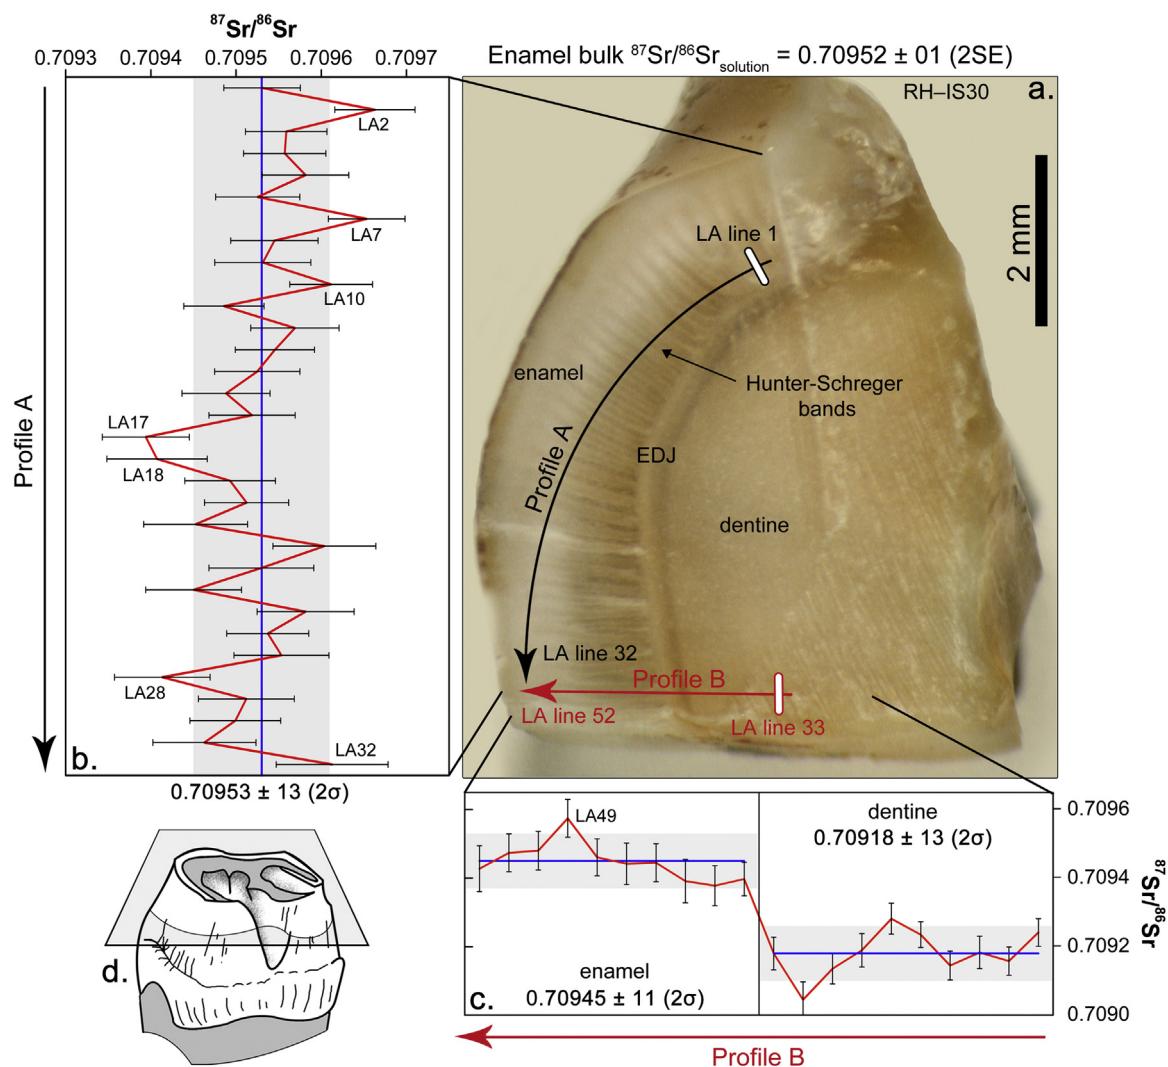 ⁸⁷Sr/⁸⁶Sr
0.7093 0.7094 0.7095 0.7096 0.7097
Enamel bulk ⁸⁷Sr/⁸⁶Sr solution = 0.70952 ± 01 (2SE)
RH–IS30
a.
LA2
LA7
LA10
LA17
LA18
LA28
LA32
Profile A
b.
0.70953 ± 13 (2σ)
LA line 1
2 mm
enamel
Hunter-Schreger
bands
Profile A
EDJ
dentine
LA line 32
Profile B
LA line 52
LA line 33
LA49
dentine
0.70918 ± 13 (2σ)
enamel
0.70945 ± 11 (2σ)
c.
0.7096
0.7094
0.7092
0.7090
⁸⁷Sr/⁸⁶Sr
Profile B
d.